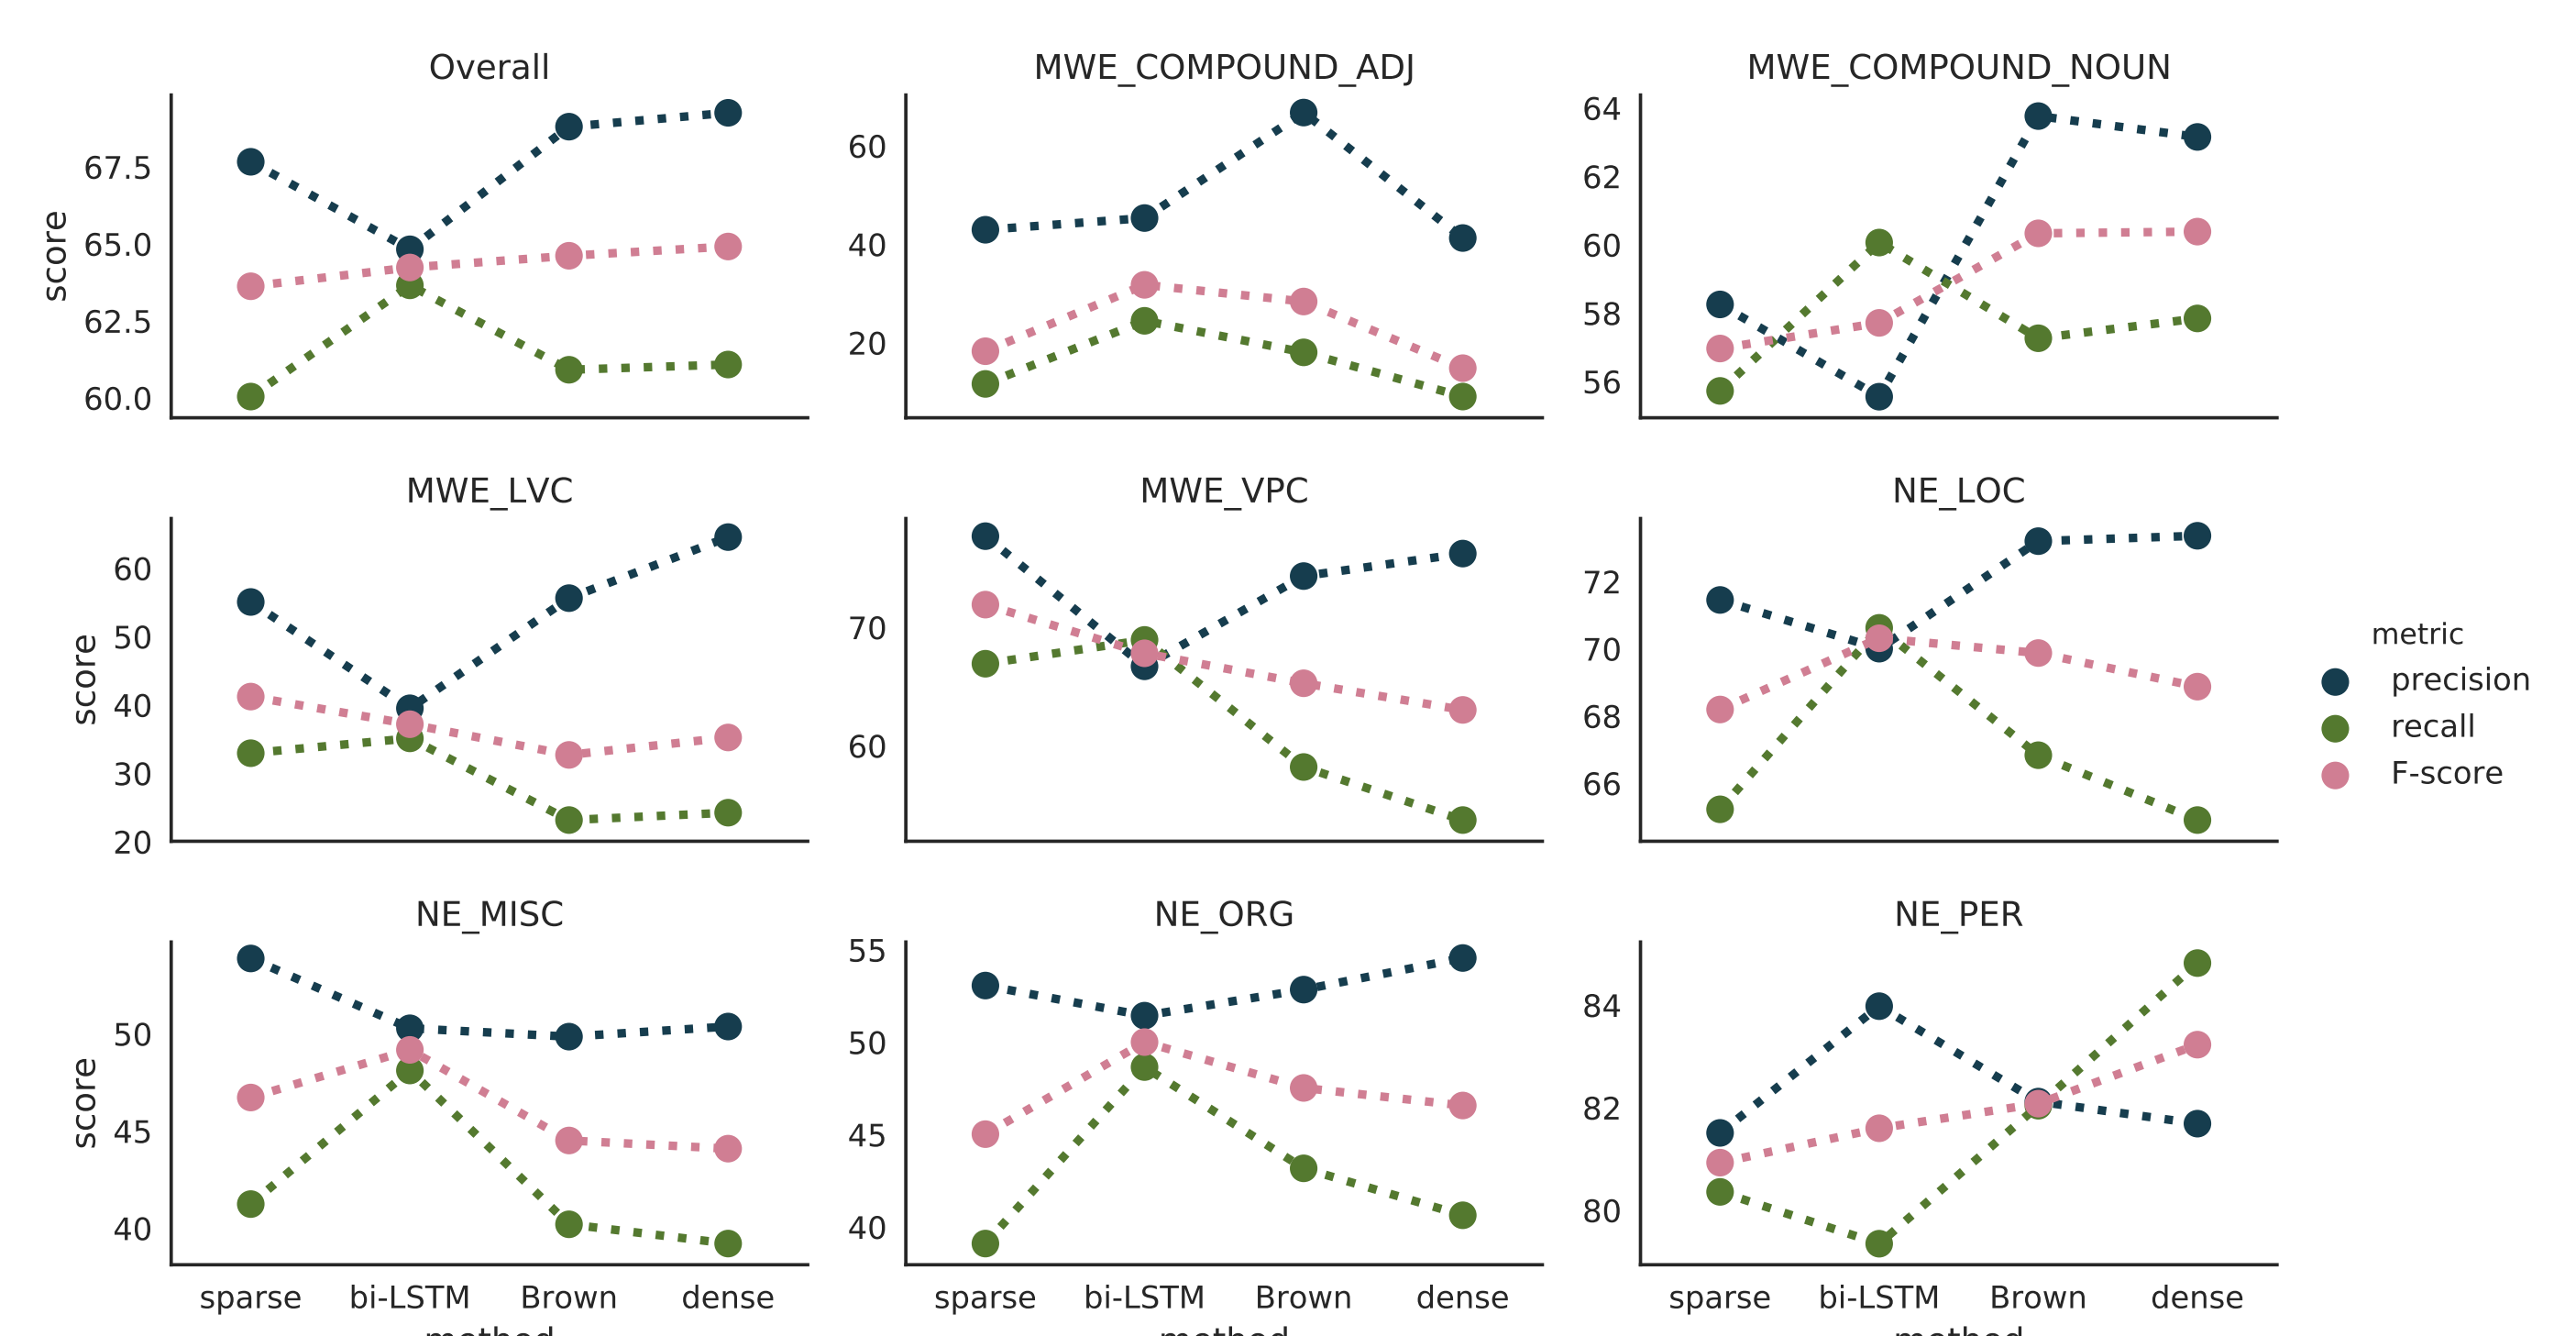 Overall
MWE_COMPOUND_ADJ
MWE_COMPOUND_NOUN
score
67.5
65.0
62.5
60.0
60
40
20
64
62
60
58
56
MWE_LVC
MWE_VPC
NE_LOC
score
60
50
40
30
20
70
60
72
70
68
66
metric
precision
recall
F-score
NE_MISC
NE_ORG
NE_PER
score
50
45
40
55
50
45
40
84
82
80
sparse bi-LSTM Brown dense
sparse bi-LSTM Brown dense
sparse bi-LSTM Brown dense
method
method
method